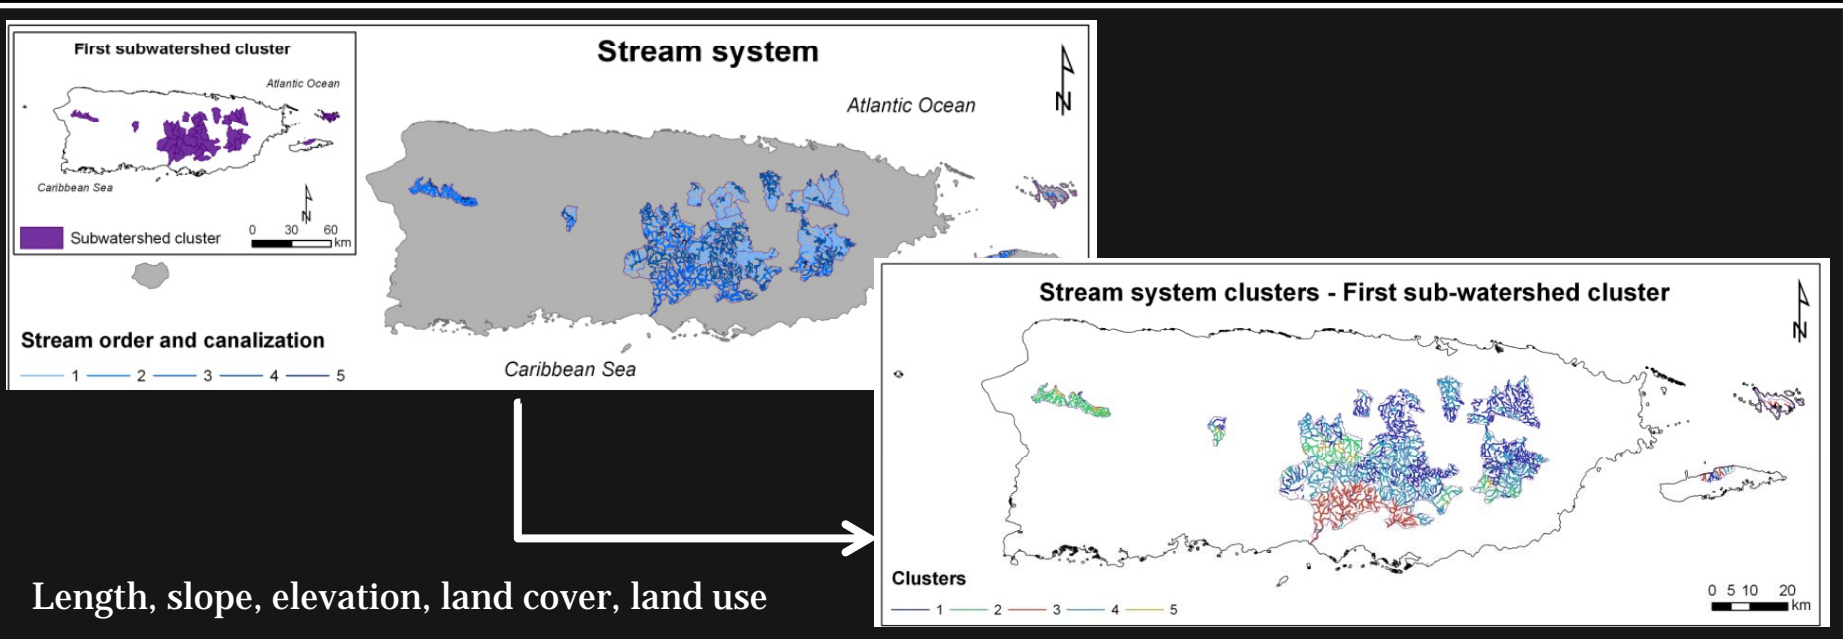 First subwatershed cluster
Atlantic Ocean
Caribbean Sea
N
Subwatershed cluster
0 30 60
km
Stream system
Atlantic Ocean
N
Stream order and canalization
1 2 3 4 5
Caribbean Sea
Stream system clusters - First sub-watershed cluster
N
Clusters
1 2 3 4 5
0 5 10 20
km
Length, slope, elevation, land cover, land use